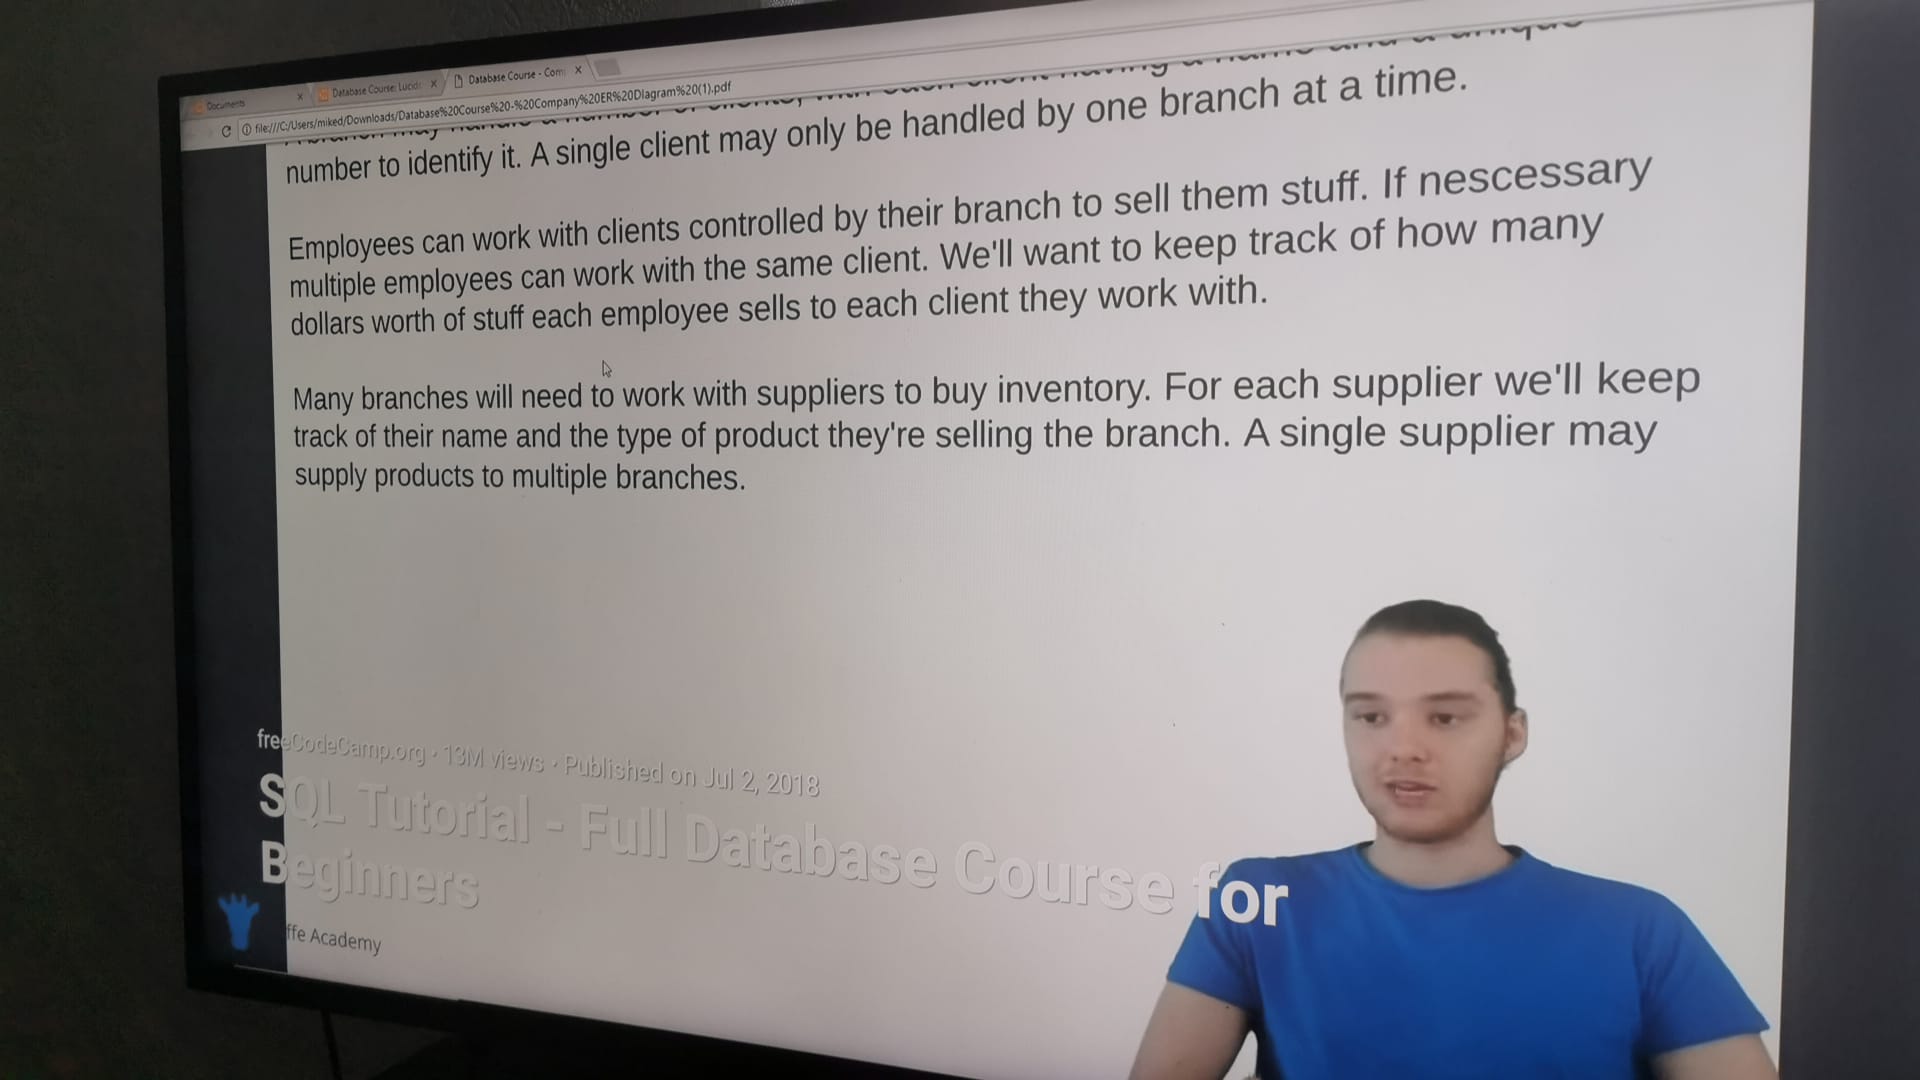 Documents
Database Course: Lucid
Database Course - Com
file:///C:/Users/miked/Downloads/Database%20Course%20-%20Company%20ER%20DIagram%20(1).pdf
number to identify it. A single client may only be handled by one branch at a time.
Employees can work with clients controlled by their branch to sell them stuff. If nescessary
multiple employees can work with the same client. We'll want to keep track of how many
dollars worth of stuff each employee sells to each client they work with.
Many branches will need to work with suppliers to buy inventory. For each supplier we'll keep
track of their name and the type of product they're selling the branch. A single supplier may
supply products to multiple branches.
freeCodeCamp.org • 13M views • Published on Jul 2, 2018
SQL Tutorial - Full Database Course for
Beginners
ffe Academy